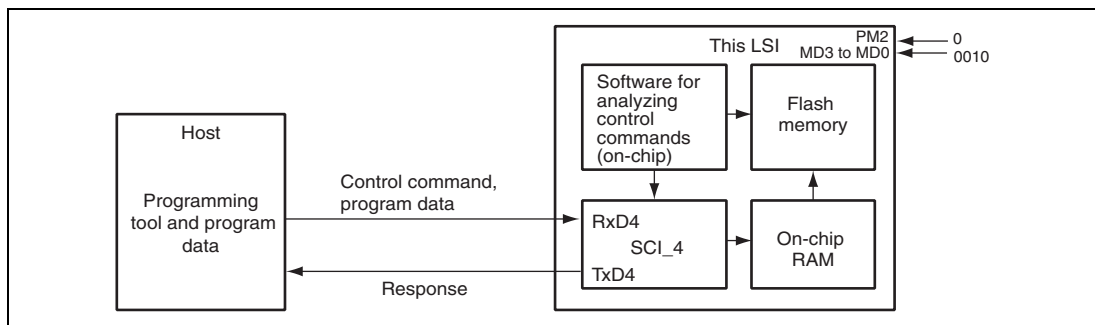 This LSI
PM2
0
MD3 to MD0
0010
Host
Programming
tool and program
data
Control command,
program data
Response
Software for
analyzing
control
commands
(on-chip)
Flash
memory
RxD4
SCI_4
TxD4
On-chip
RAM